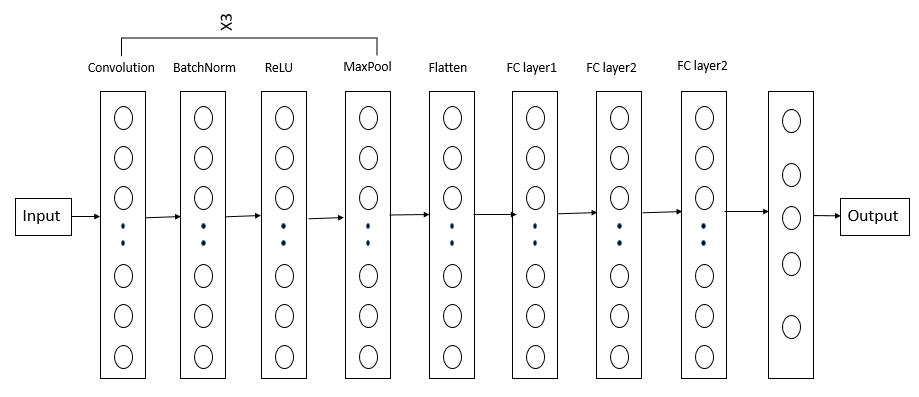 X3
Convolution
BatchNorm
ReLU
MaxPool
Flatten
FC layer1
FC layer2
FC layer2
Input
Output